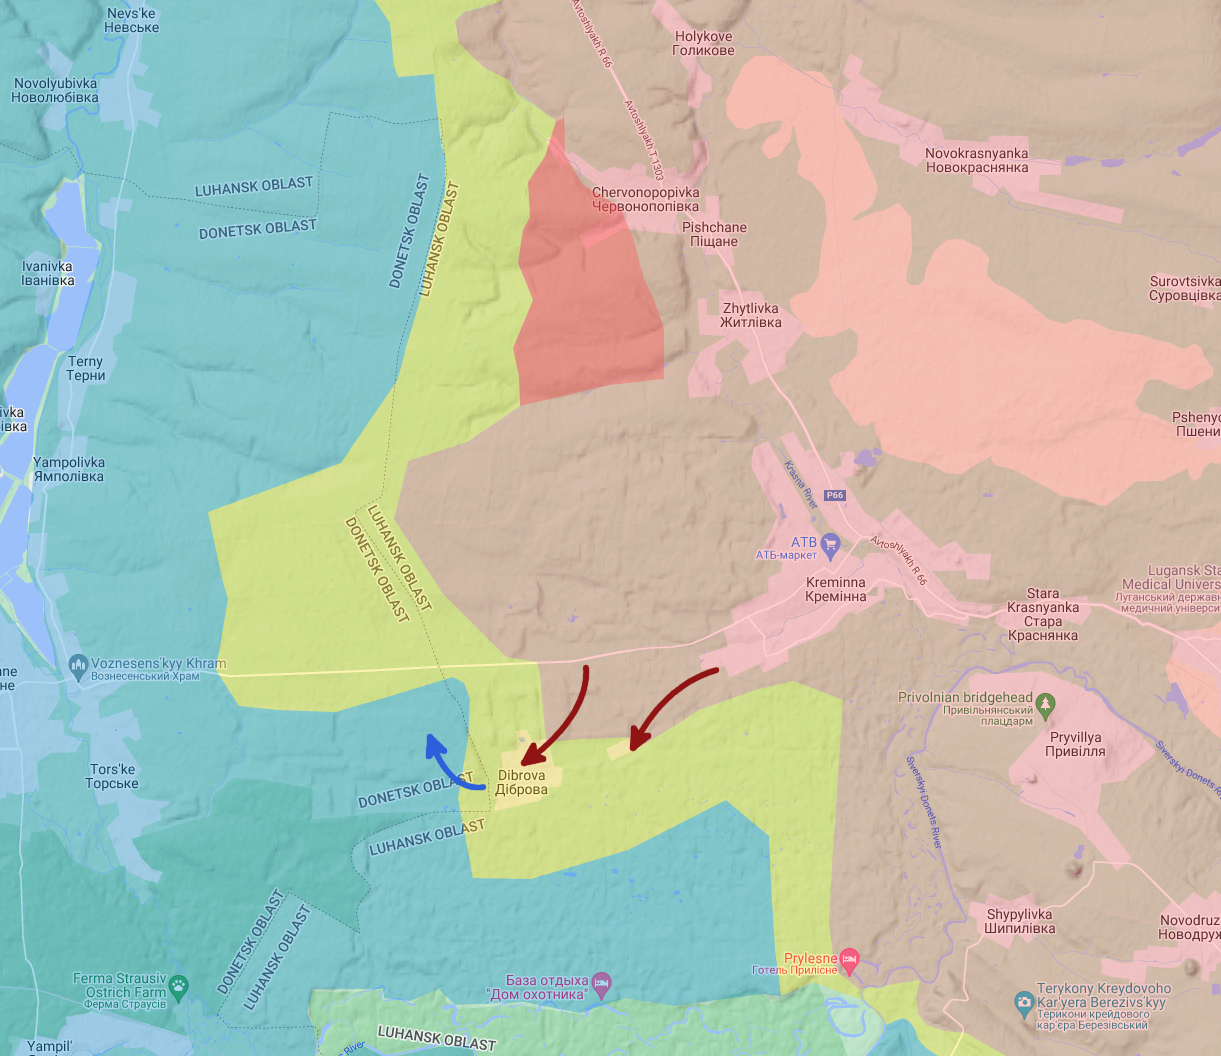 Nevs'ke
Невське
Avtoshlyakh R 66
Holykove
Голикове
Novolyubivka
Новолюбівка
Avtoshlyakh T 1303
Novokrasnyanka
Новокраснянка
LUHANSK OBLAST
DONETSK OBLAST
DONETSK OBLAST
LUHANSK OBLAST
Chervonopopivka
Червонопопівка
Pishchane
Піщане
Ivanivka
Іванівка
Surovtsivka
Суровцівка
Zhytlivka
Житлівка
Terny
Терни
ivka
івка
Pshenyc
Пшени
Yampolivka
Ямполівка
Krasna River
P66
LUHANSK OBLAST
DONETSK OBLAST
АТВ
АТБ-маркет
Avtoshlyakh R 66
Kreminna
Кремінна
Lugansk Sta
Medical Univers
Луганський державн
медичний університ
Stara
Krasnyanka
Стара
Краснянка
Voznesens'kyy Khram
Вознесенський Храм
ne
не
Privolnian bridgehead
Привільнянський
плацдарм
Pryvillya
Привілля
Siverskyi Donets River
Siverskyi Donets R
Tors'ke
Торське
Dibrova
Діброва
DONETSK OBLAST
LUHANSK OBLAST
DONETSK OBLAST
LUHANSK OBLAST
Shypylivka
Шипилівка
Novodruz
Новодруж
Prylesne
Готель Прилісне
Ferma Strausiv
Ostrich Farm
Ферма Страусів
База отдыха
"Дом охотника"
Terykony Kreydovoho
Kar'yera Berezivs'kyy
Терикони крейдового
кар'єра Березівський
LUHANSK OBLAST
River
Yampil'